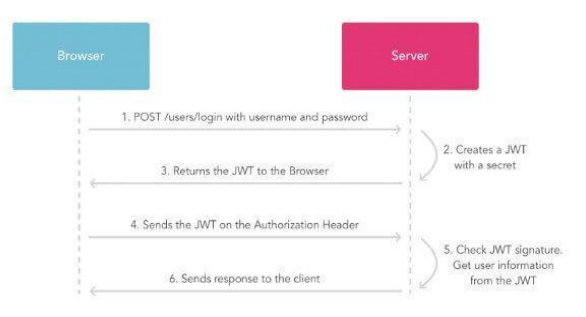 Browser
Server
1. POST /users/login with username and password
2. Creates a JWT
with a secret
3. Returns the JWT to the Browser
4. Sends the JWT on the Authorization Header
5. Check JWT signature.
Get user information
from the JWT
6. Sends response to the client